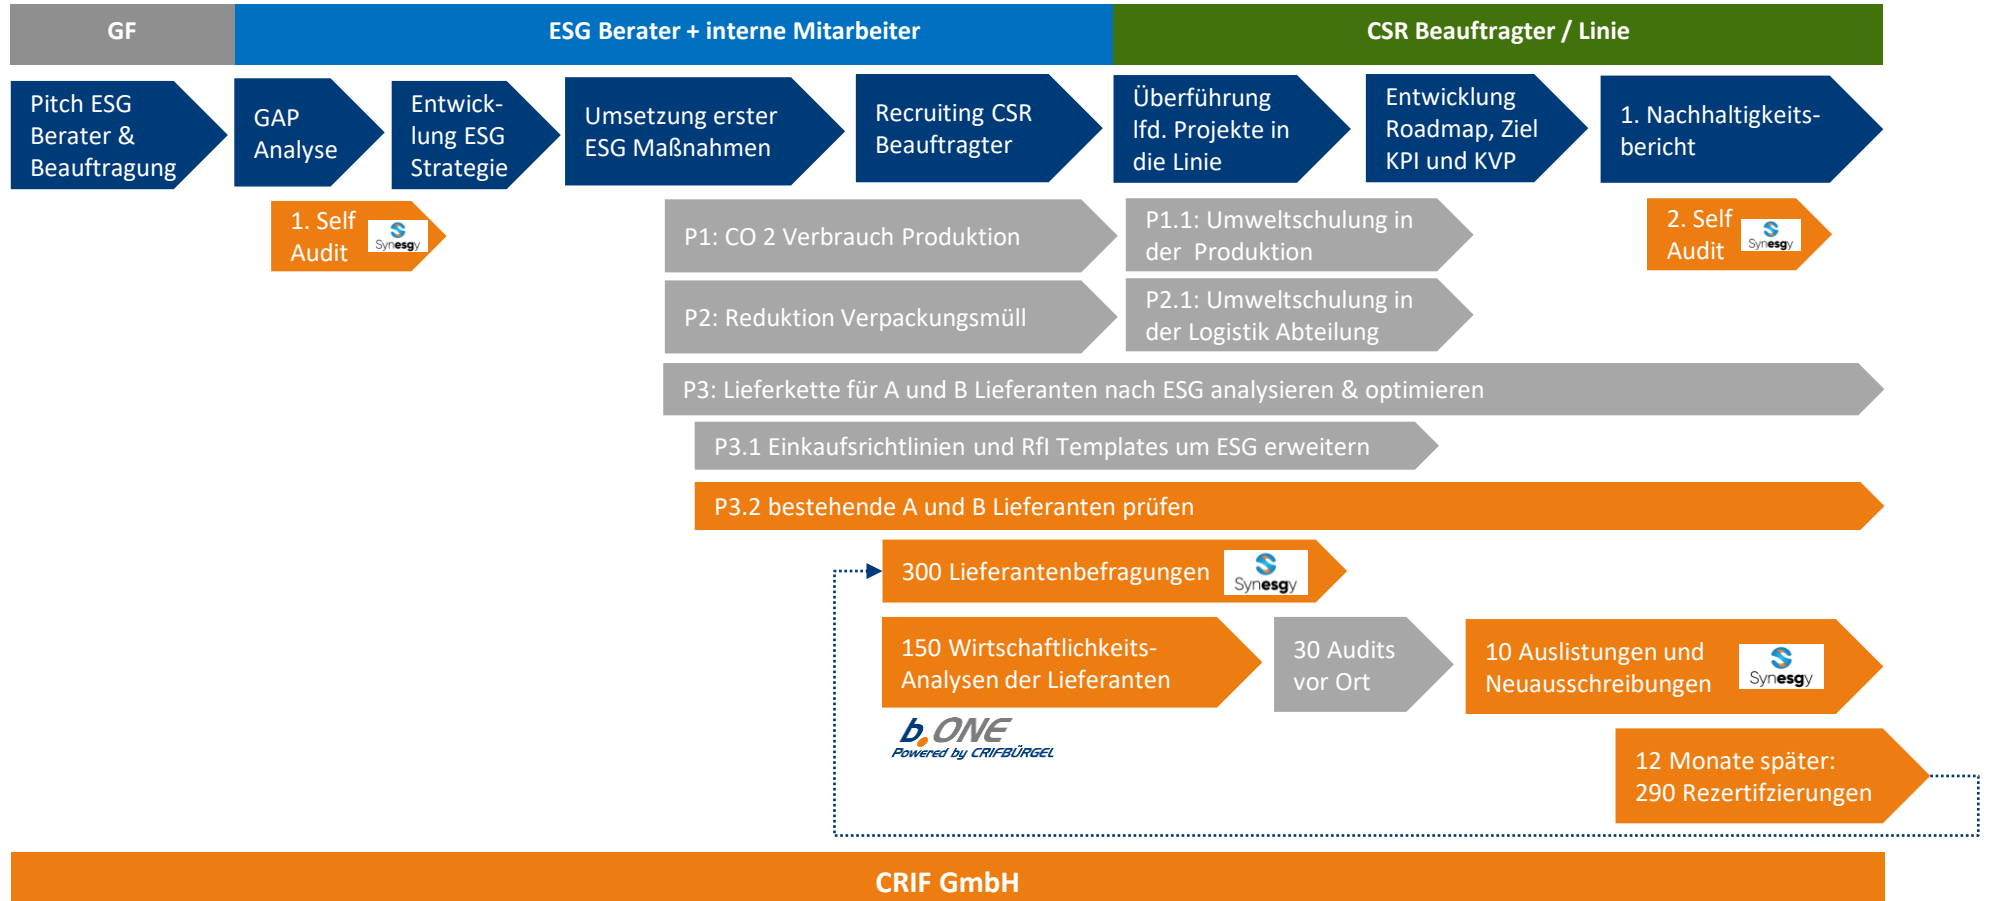 GF
ESG Berater + interne Mitarbeiter
CSR Beauftragter / Linie
Pitch ESG
Berater &
Beauftragung
GAP
Analyse
Entwick-
lung ESG
Strategie
Umsetzung erster
ESG Maßnahmen
Recruiting CSR
Beauftragter
Überführung
lfd. Projekte in
die Linie
Entwicklung
Roadmap, Ziel
KPI und KVP
1. Nachhaltigkeits-
bericht
1. Self
Audit
Synesgy
P1: CO 2 Verbrauch Produktion
P1.1: Umweltschulung in
der Produktion
2. Self
Audit
Synesgy
P2: Reduktion Verpackungsmüll
P2.1: Umweltschulung in
der Logistik Abteilung
P3: Lieferkette für A und B Lieferanten nach ESG analysieren & optimieren
P3.1 Einkaufsrichtlinien und RfI Templates um ESG erweitern
P3.2 bestehende A und B Lieferanten prüfen
300 Lieferantenbefragungen
Synesgy
150 Wirtschaftlichkeits-
Analysen der Lieferanten
30 Audits
vor Ort
10 Auslistungen und
Neuausschreibungen
Synesgy
b.ONE
Powered by CRIFBÜRGEL
12 Monate später:
290 Rezertifzierungen
CRIF GmbH